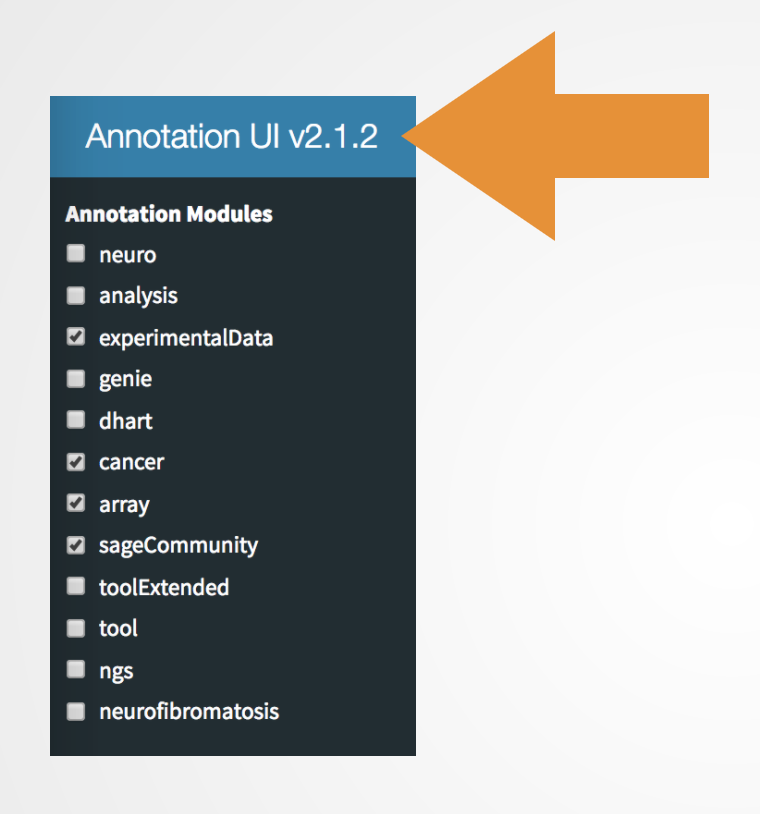 Annotation UI v2.1.2
Annotation Modules
neuro
analysis
experimentalData
genie
dhart
cancer
array
sageCommunity
toolExtended
tool
ngs
neurofibromatosis